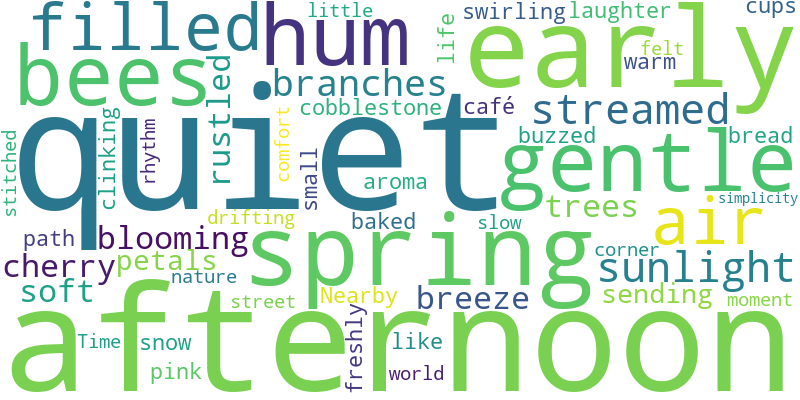 filled
hum
little
swirling
laughter
cups
early
life
felt
warm
bees
rustled
branches
cobblestone
café
streamed
quiet
clinking
rhythm
comfort
small
stitched
buzzed
bread
gentle
aroma
trees
simplicity
air
drifting
baked
slow
path
blooming
spring
corner
cherry
petals
nature
sunlight
soft
street
Nearby
breeze
sending
moment
afternoon
Time
snow
freshly
like
pink
world